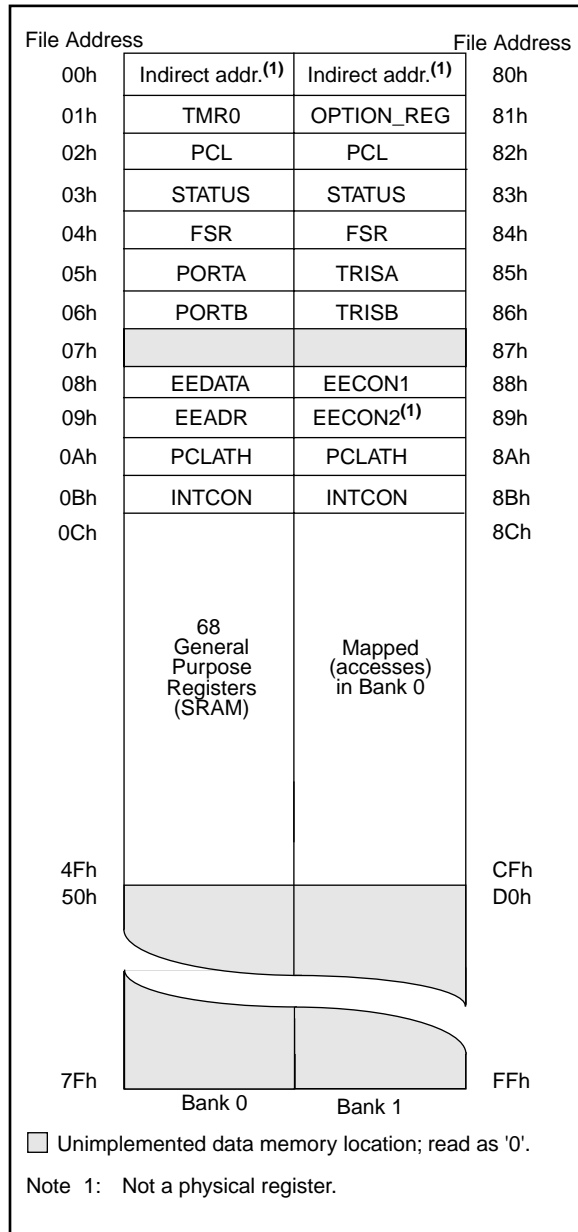 File Address File Address
00h Indirect addr.(1) Indirect addr.(1) 80h
01h TMR0 OPTION_REG 81h
02h PCL PCL 82h
03h STATUS STATUS 83h
04h FSR FSR 84h
05h PORTA TRISA 85h
06h PORTB TRISB 86h
07h 87h
08h EEDATA EECON1 88h
09h EEADR EECON2(1) 89h
0Ah PCLATH PCLATH 8Ah
0Bh INTCON INTCON 8Bh
0Ch 8Ch
68
General
Purpose
Registers
(SRAM)
Mapped
(accesses)
in Bank 0
4Fh CFh
50h D0h
7Fh FFh
Bank 0 Bank 1
Unimplemented data memory location; read as '0'.
Note 1: Not a physical register.